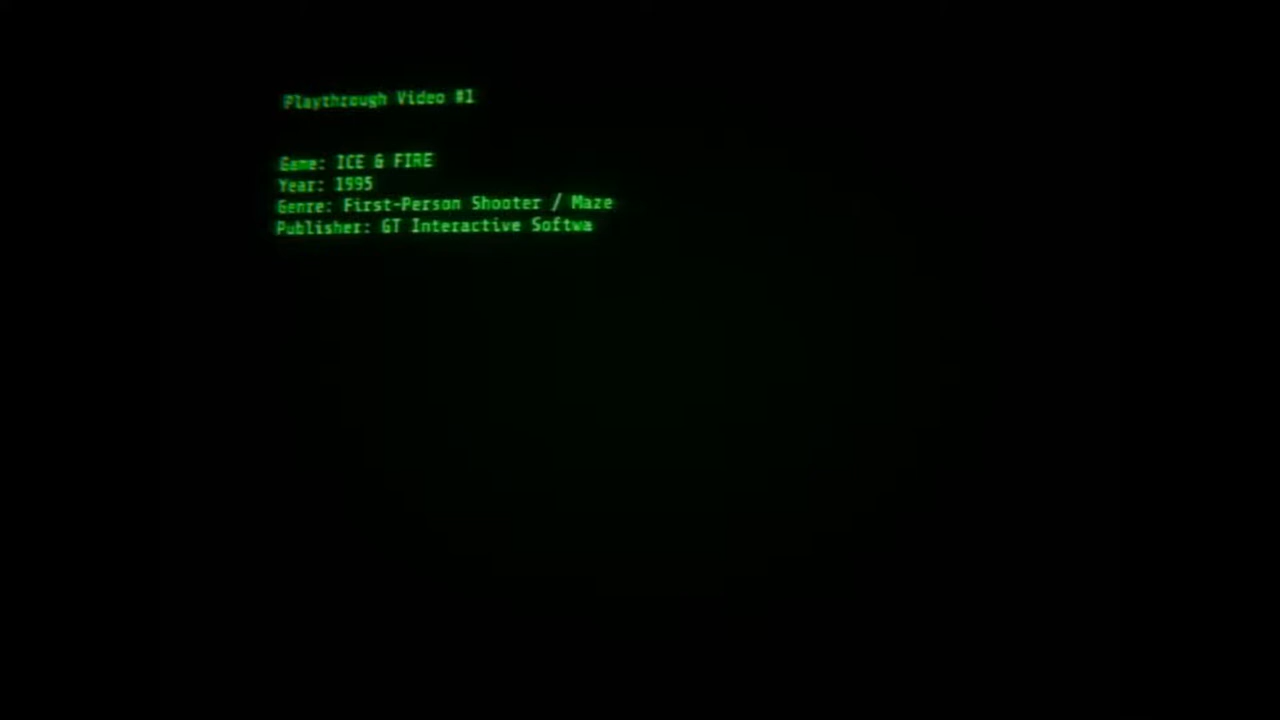 Playthrough Video #1
Game: ICE & FIRE
Year: 1995
Genre: First-Person Shooter / Maze
Publisher: GT Interactive Softwa